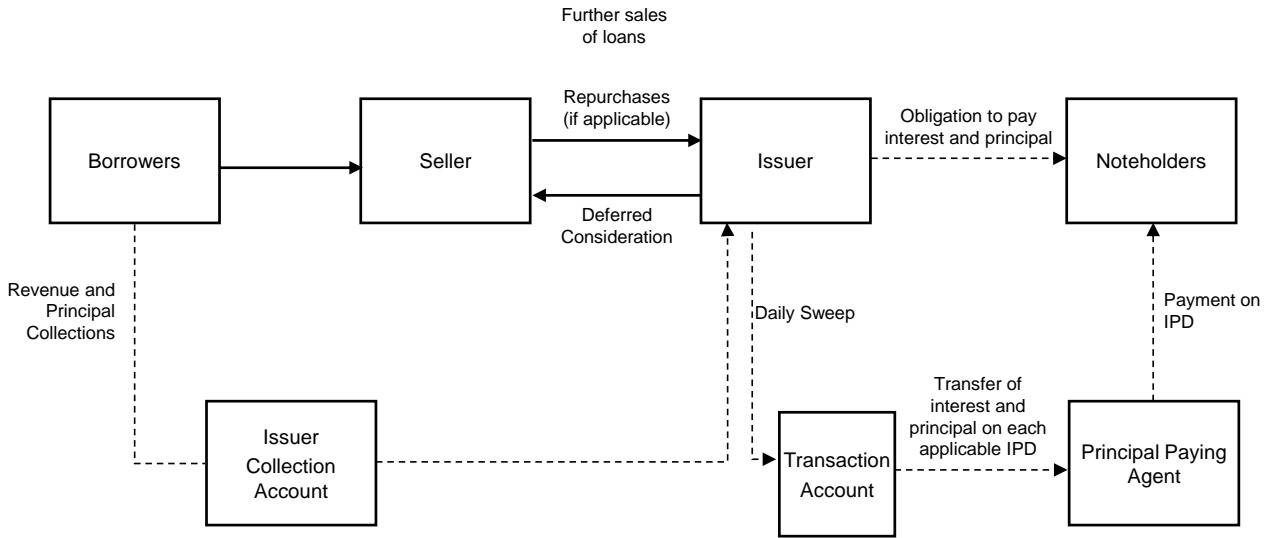 Further sales
of loans
Repurchases
(if applicable)
Obligation to pay
interest and principal
Borrowers
Seller
Issuer
Noteholders
Deferred
Consideration
Revenue and
Principal
Collections
Daily Sweep
Payment on
IPD
Transfer of
interest and
principal on each
applicable IPD
Issuer
Collection
Account
Transaction
Account
Principal Paying
Agent